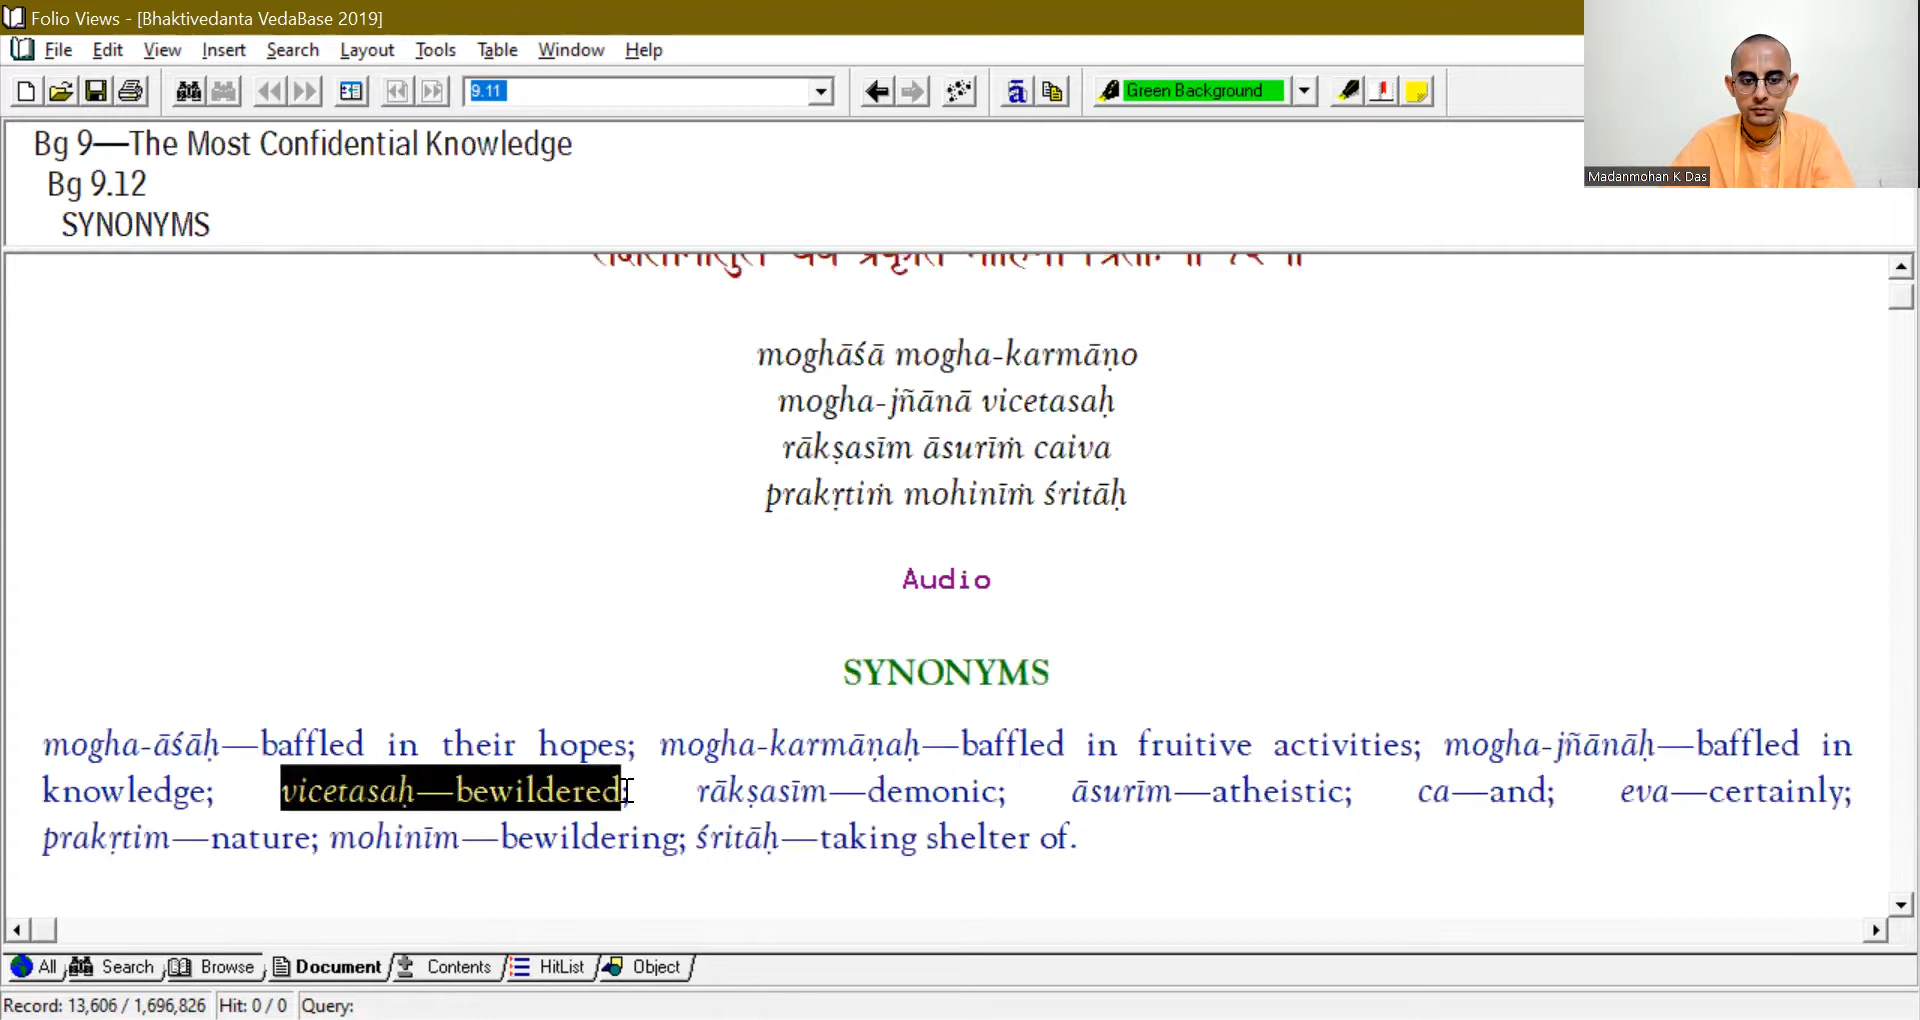 Folio Views - [Bhaktivedanta VedaBase 2019]
File Edit View Insert Search Layout Tools Table Window Help
9.11
ā
Green Background
Madanmohan K Das
Bg 9—The Most Confidential Knowledge
Bg 9.12
SYNONYMS
moghāśā mogha-karmāṇo
mogha-jñānā vicetasaḥ
rākṣasīm āsurīṁ caiva
prakṛtiṁ mohinīṁ śritāḥ
Audio
SYNONYMS
mogha-āśāḥ—baffled in their hopes; mogha-karmāṇaḥ—baffled in fruitive activities; mogha-jñānāḥ—baffled in
knowledge; vicetasaḥ—bewildered; rākṣasīm—demonic; āsurīm—atheistic; ca—and; eva—certainly;
prakṛtim—nature; mohinīm—bewildering; śritāḥ—taking shelter of.
All Search Browse Document Contents HitList Object
Record: 13,606 / 1,696,826 Hit: 0 / 0 Query: